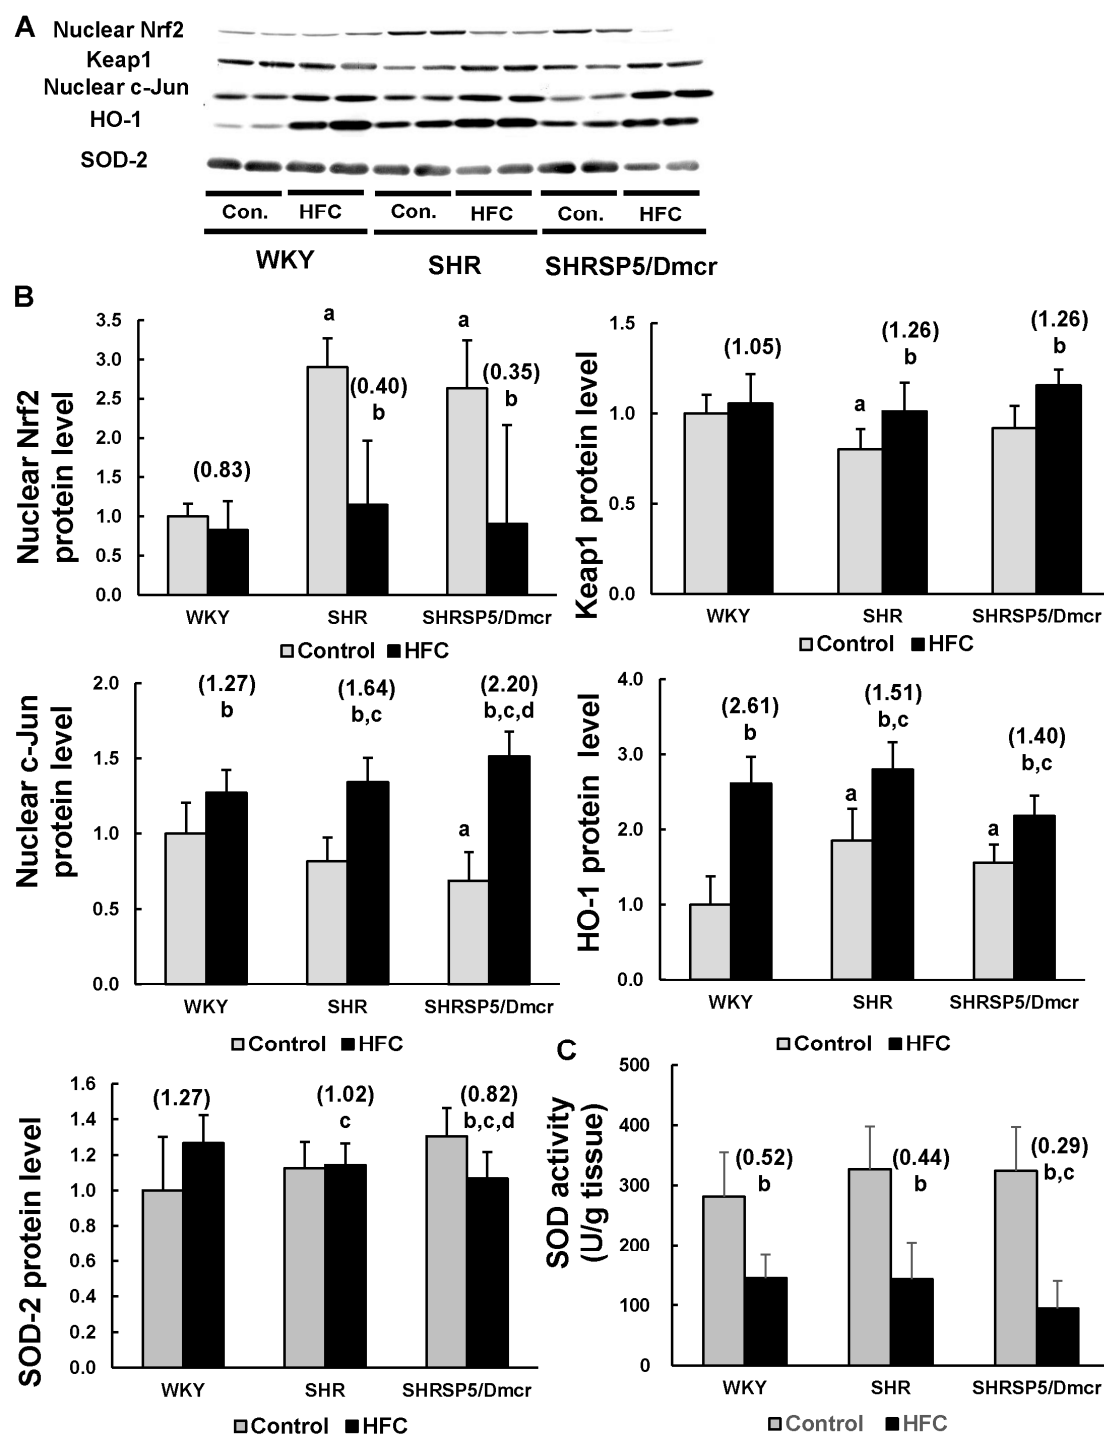 A
Nuclear Nrf2
Keap1
Nuclear c-Jun
HO-1
SOD-2
Con. HFC Con. HFC Con. HFC
WKY SHR SHRSP5/Dmcr
B
Nuclear Nrf2
protein level
3.5
3.0
2.5
2.0
1.5
1.0
0.5
0.0
(0.83)
a
(0.40)
b
a
(0.35)
b
WKY SHR SHRSP5/Dmcr
Control HFC
Keap1 protein level
1.5
1.0
0.5
0.0
(1.05)
a
(1.26)
b
(1.26)
b
WKY SHR SHRSP5/Dmcr
Control HFC
Nuclear c-Jun
protein level
2.0
1.5
1.0
0.5
0.0
(1.27)
b
(1.64)
b,c
a
(2.20)
b,c,d
WKY SHR SHRSP5/Dmcr
Control HFC
HO-1 protein level
4.0
3.0
2.0
1.0
0.0
(2.61)
b
a
(1.51)
b,c
a
(1.40)
b,c
WKY SHR SHRSP5/Dmcr
Control HFC
SOD-2 protein level
1.6
1.4
1.2
1.0
0.8
0.6
0.4
0.2
0.0
(1.27)
(1.02)
c
(0.82)
b,c,d
WKY SHR SHRSP5/Dmcr
Control HFC
C
SOD activity
(U/g tissue)
500
400
300
200
100
0
(0.52)
b
(0.44)
b
(0.29)
b,c
WKY SHR SHRSP5/Dmcr
Control HFC